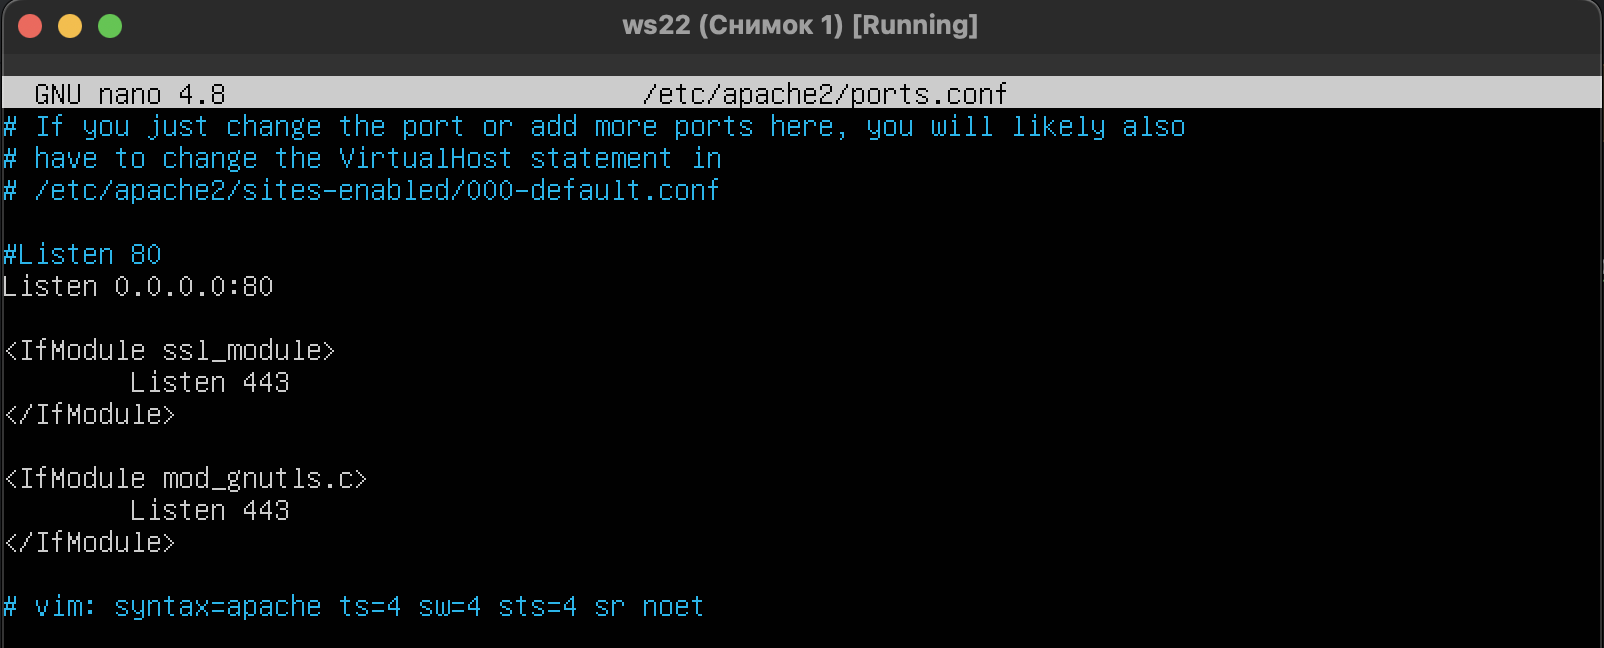 ws22 (Снимок 1) [Running]
GNU nano 4.8 /etc/apache2/ports.conf
# If you just change the port or add more ports here, you will likely also
# have to change the VirtualHost statement in
# /etc/apache2/sites-enabled/000-default.conf
#Listen 80
Listen 0.0.0.0:80
<IfModule ssl_module>
Listen 443
</IfModule>
<IfModule mod_gnutls.c>
Listen 443
</IfModule>
# vim: syntax=apache ts=4 sw=4 sts=4 sr noet